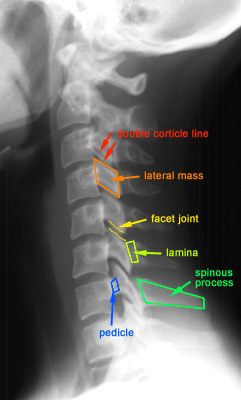 double corticle line
lateral mass
facet joint
lamina
spinous
process
pedicle